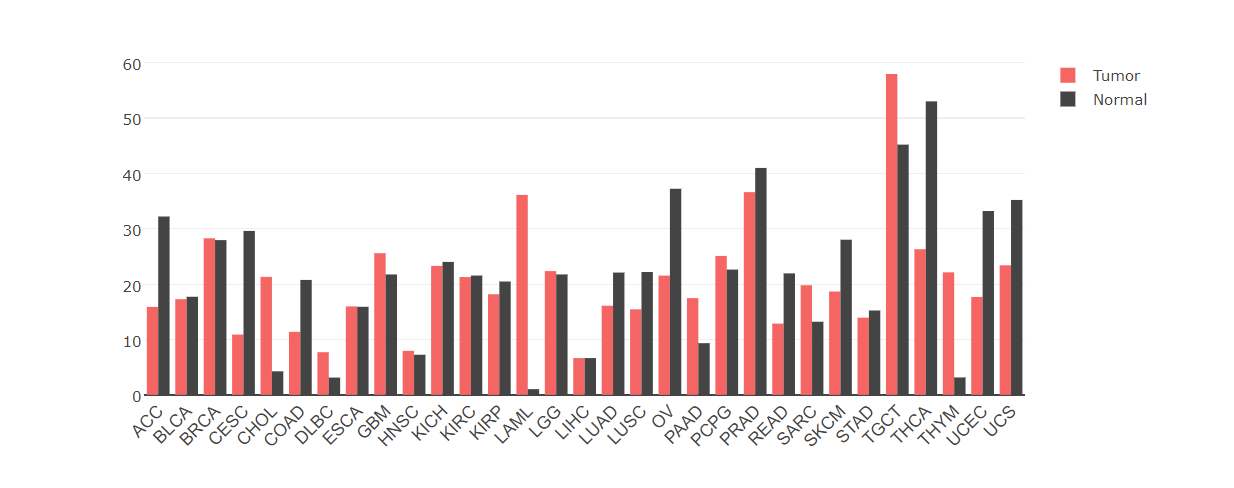 60
50
40
30
20
10
0
ACC
BLCA
BRCA
CESC
CHOL
COAD
DLBC
ESCA
GBM
HNSC
KICH
KIRC
KIRP
LAML
LGG
LIHC
LUAD
LUSC
OV
PAAD
PCPG
PRAD
READ
SARC
SKCM
STAD
TGCT
THCA
THYM
UCEC
UCS
Tumor
Normal